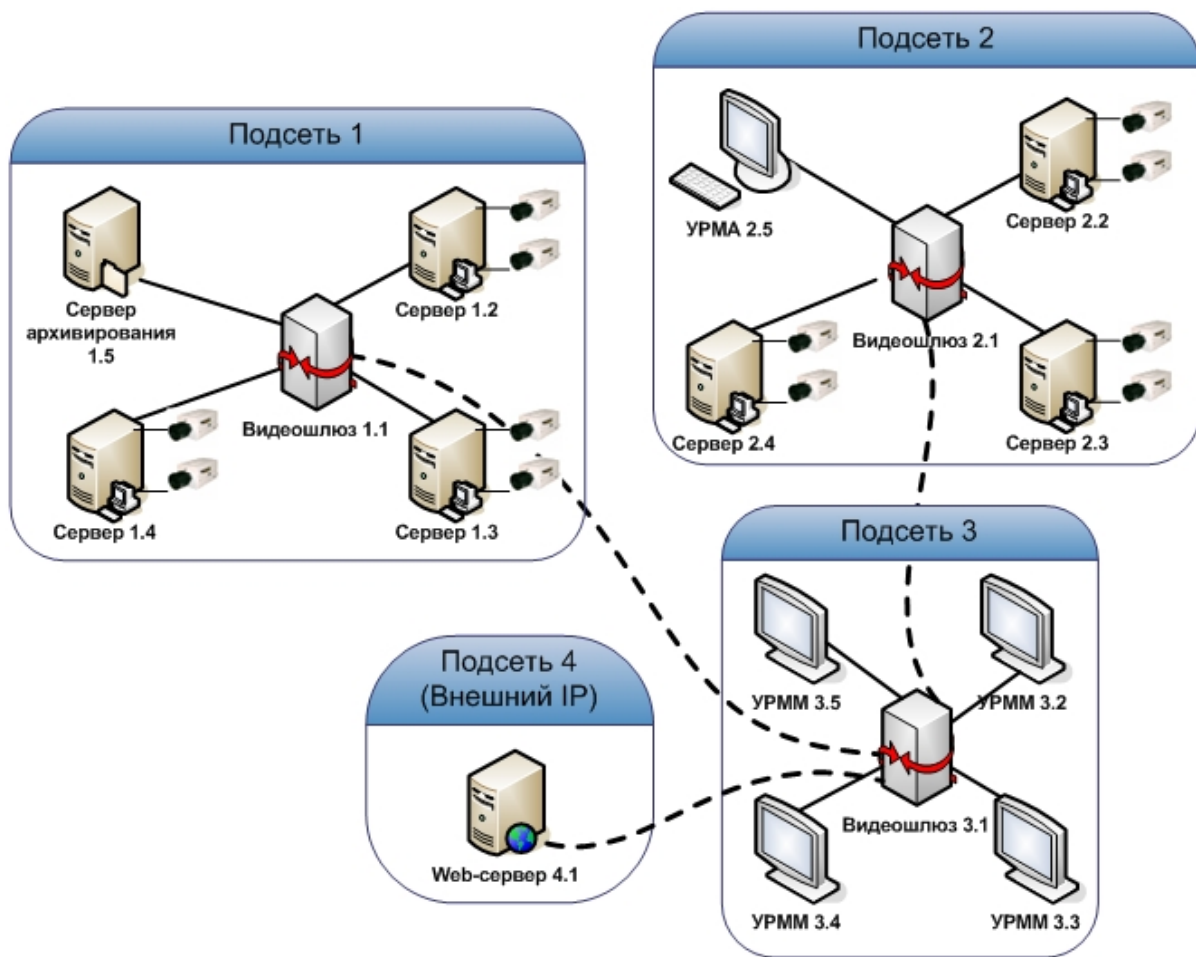 Подсеть 1
Сервер
архивирования
1.5
Сервер 1.2
Видеошлюз 1.1
Сервер 1.4
Сервер 1.3
Подсеть 2
УРМА 2.5
Сервер 2.2
Видеошлюз 2.1
Сервер 2.4
Сервер 2.3
Подсеть 3
УРММ 3.5
УРММ 3.2
Видеошлюз 3.1
УРММ 3.4
УРММ 3.3
Подсеть 4
(Внешний IP)
Web-сервер 4.1